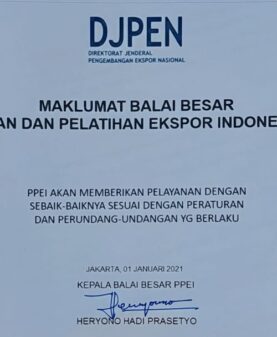 DJPEN
DIREKTORAT JENDERAL
PENGEMBANGAN EKSPOR NASIONAL
MAKLUMAT BALAI BESAR
DAN PELATIHAN EKSPOR
PPEI AKAN MEMBERIKAN PELAYANAN DENGAN
SEBAIK-BAIKNYA SESUAI DENGAN PERATURAN
DAN PERUNDANG-UNDANGAN YG BERLAKU
JAKARTA, 01 JANUARI 2021
KEPALA BALAI BESAR PPEI
HERYONO HADI PRASETYO